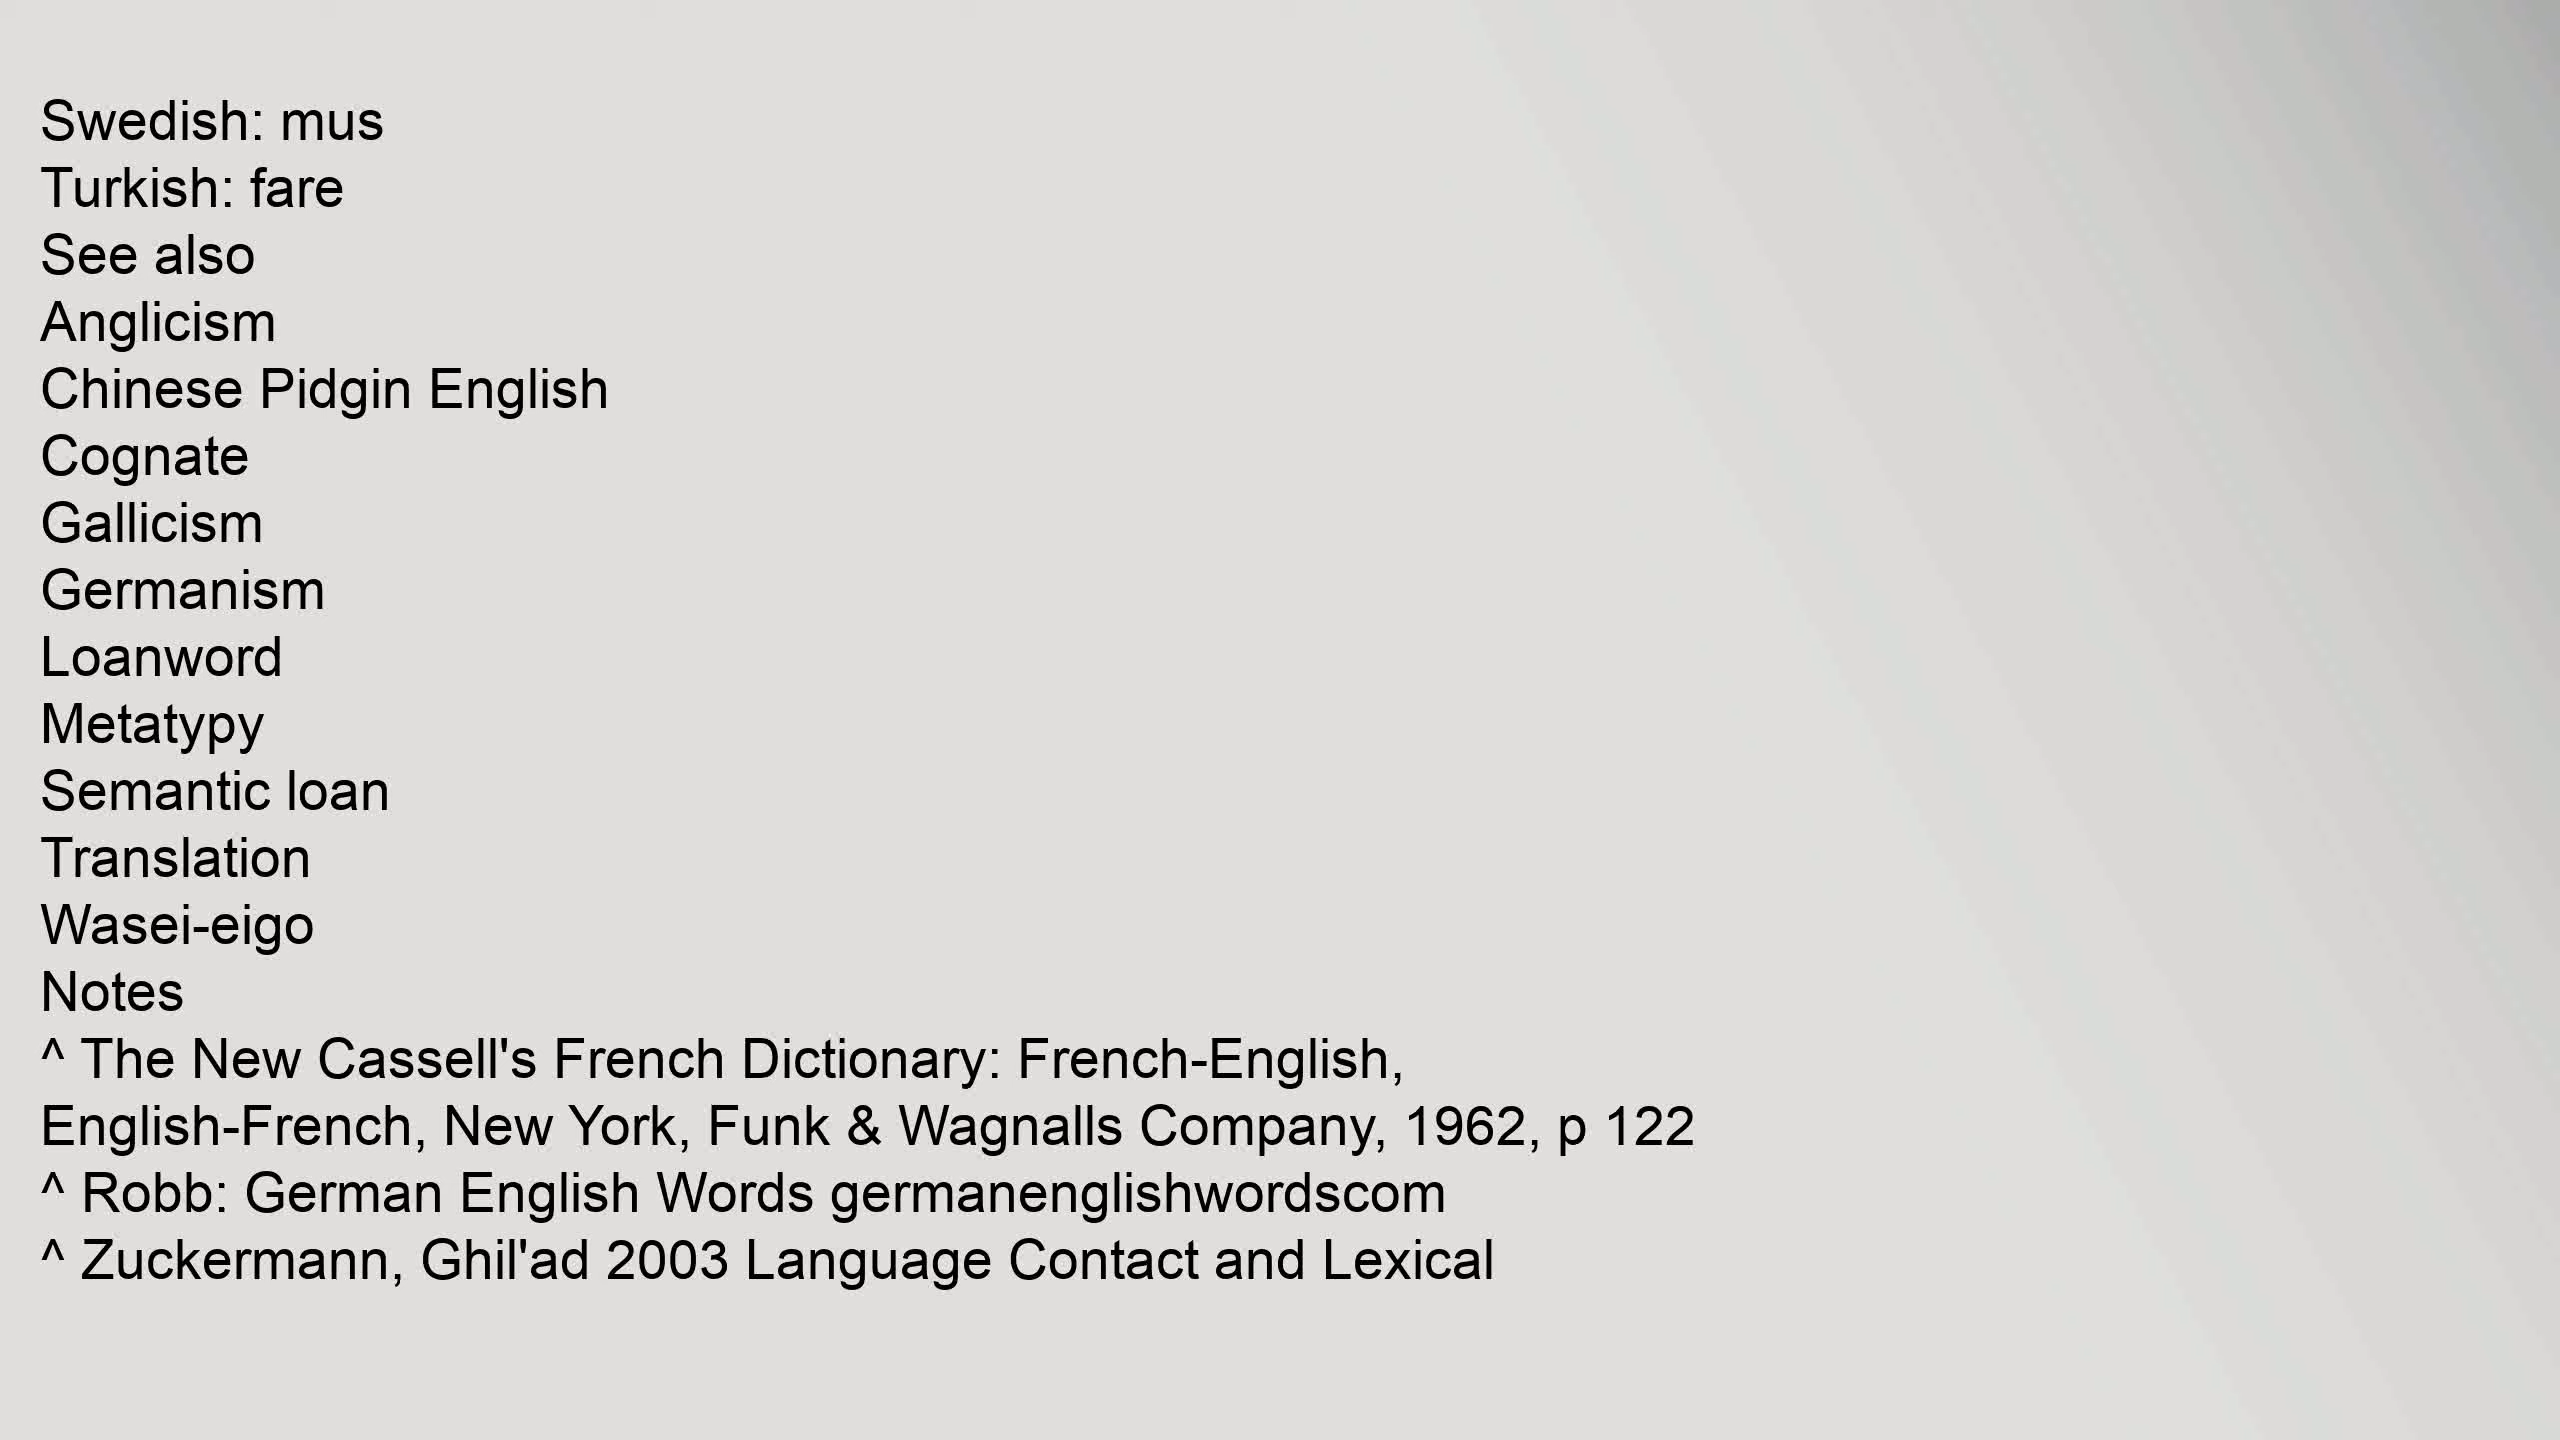 Swedish: mus
Turkish: fare
See also
Anglicism
Chinese Pidgin English
Cognate
Gallicism
Germanism
Loanword
Metatypy
Semantic loan
Translation
Wasei-eigo
Notes
^ The New Cassell's French Dictionary: French-English,
English-French, New York, Funk & Wagnalls Company, 1962, p 122
^ Robb: German English Words germanenglishwordscom
^ Zuckermann, Ghil'ad 2003 Language Contact and Lexical